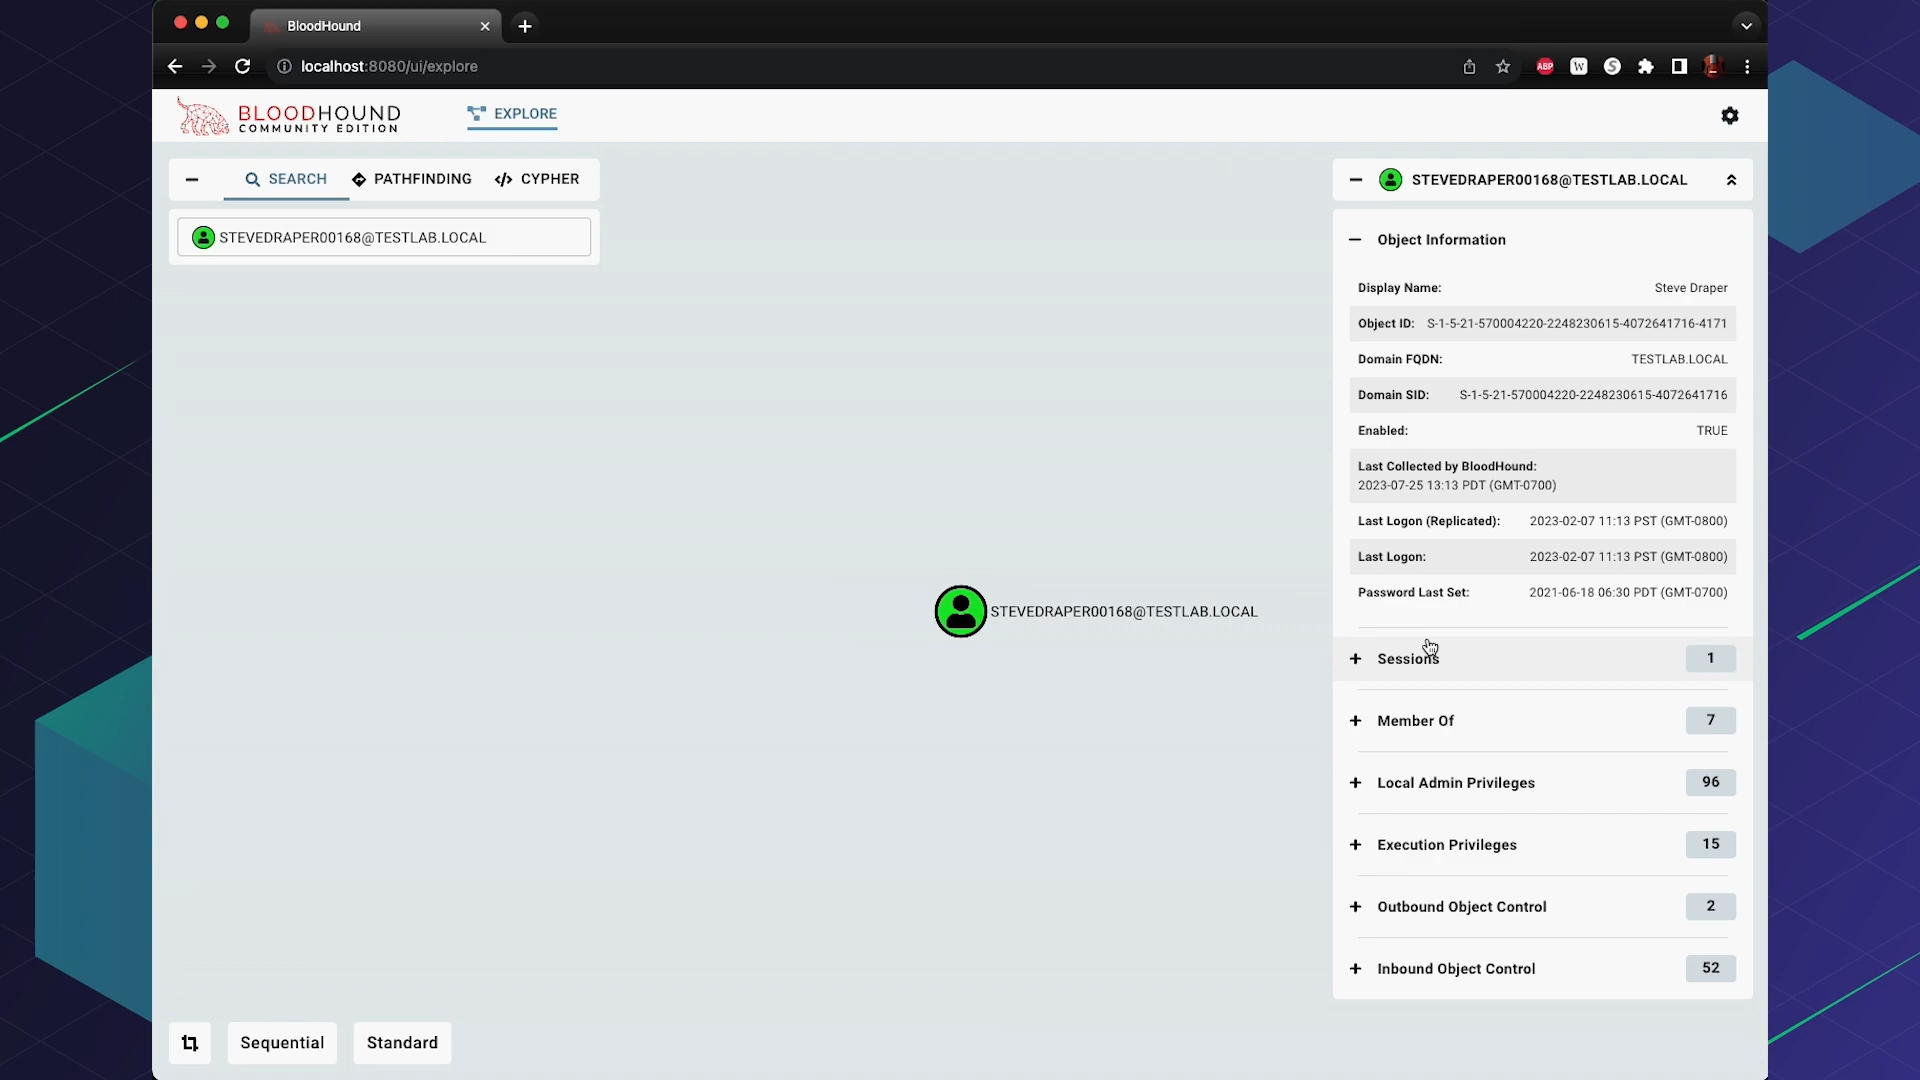 BloodHound
localhost:8080/ui/explore
ABP
W
S
BLOODHOUND
COMMUNITY EDITION
EXPLORE
SEARCH
PATHFINDING
CYPHER
STEVEDRAPER00168@TESTLAB.LOCAL
STEVEDRAPER00168@TESTLAB.LOCAL
STEVEDRAPER00168@TESTLAB.LOCAL
Object Information
Display Name: Steve Draper
Object ID: S-1-5-21-570004220-2248230615-4072641716-4171
Domain FQDN: TESTLAB.LOCAL
Domain SID: S-1-5-21-570004220-2248230615-4072641716
Enabled: TRUE
Last Collected by BloodHound:
2023-07-25 13:13 PDT (GMT-0700)
Last Logon (Replicated): 2023-02-07 11:13 PST (GMT-0800)
Last Logon: 2023-02-07 11:13 PST (GMT-0800)
Password Last Set: 2021-06-18 06:30 PDT (GMT-0700)
Sessions 1
Member Of 7
Local Admin Privileges 96
Execution Privileges 15
Outbound Object Control 2
Inbound Object Control 52
Sequential
Standard